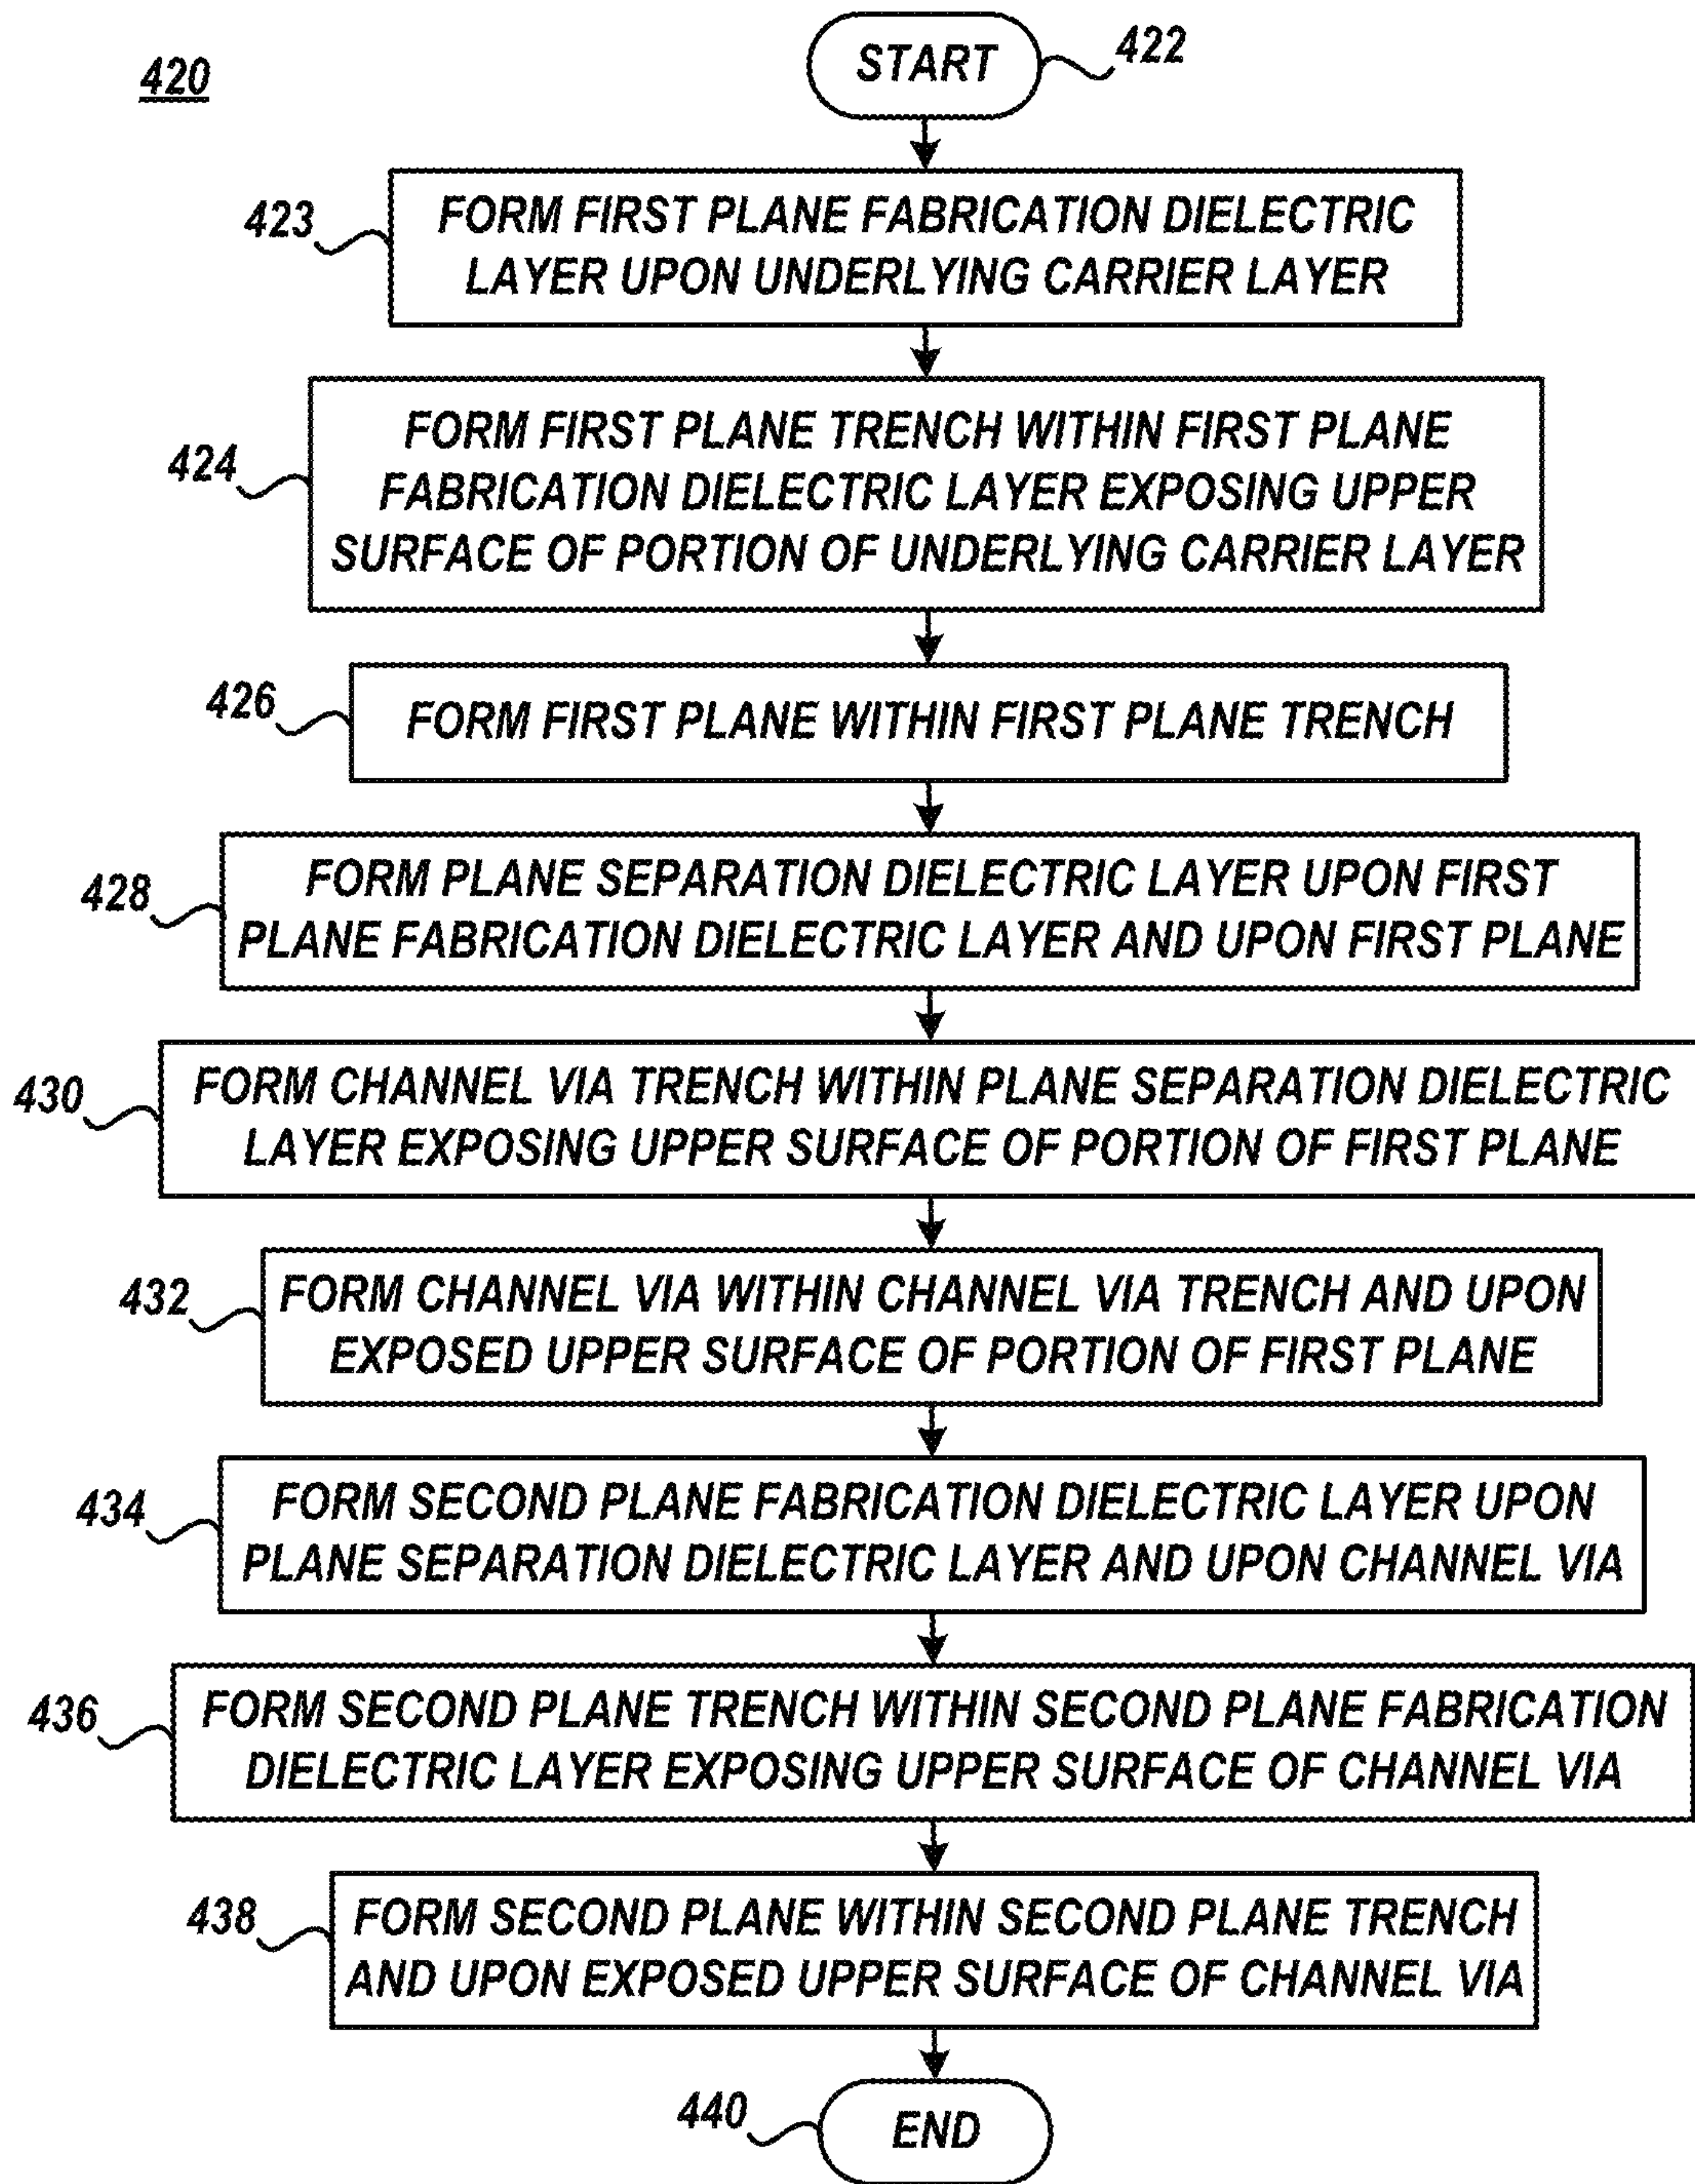 420
START
422
423
FORM FIRST PLANE FABRICATION DIELECTRIC
LAYER UPON UNDERLYING CARRIER LAYER
424
FORM FIRST PLANE TRENCH WITHIN FIRST PLANE
FABRICATION DIELECTRIC LAYER EXPOSING UPPER
SURFACE OF PORTION OF UNDERLYING CARRIER LAYER
426
FORM FIRST PLANE WITHIN FIRST PLANE TRENCH
428
FORM PLANE SEPARATION DIELECTRIC LAYER UPON FIRST
PLANE FABRICATION DIELECTRIC LAYER AND UPON FIRST PLANE
430
FORM CHANNEL VIA TRENCH WITHIN PLANE SEPARATION DIELECTRIC
LAYER EXPOSING UPPER SURFACE OF PORTION OF FIRST PLANE
432
FORM CHANNEL VIA WITHIN CHANNEL VIA TRENCH AND UPON
EXPOSED UPPER SURFACE OF PORTION OF FIRST PLANE
434
FORM SECOND PLANE FABRICATION DIELECTRIC LAYER UPON
PLANE SEPARATION DIELECTRIC LAYER AND UPON CHANNEL VIA
436
FORM SECOND PLANE TRENCH WITHIN SECOND PLANE FABRICATION
DIELECTRIC LAYER EXPOSING UPPER SURFACE OF CHANNEL VIA
438
FORM SECOND PLANE WITHIN SECOND PLANE TRENCH
AND UPON EXPOSED UPPER SURFACE OF CHANNEL VIA
440
END